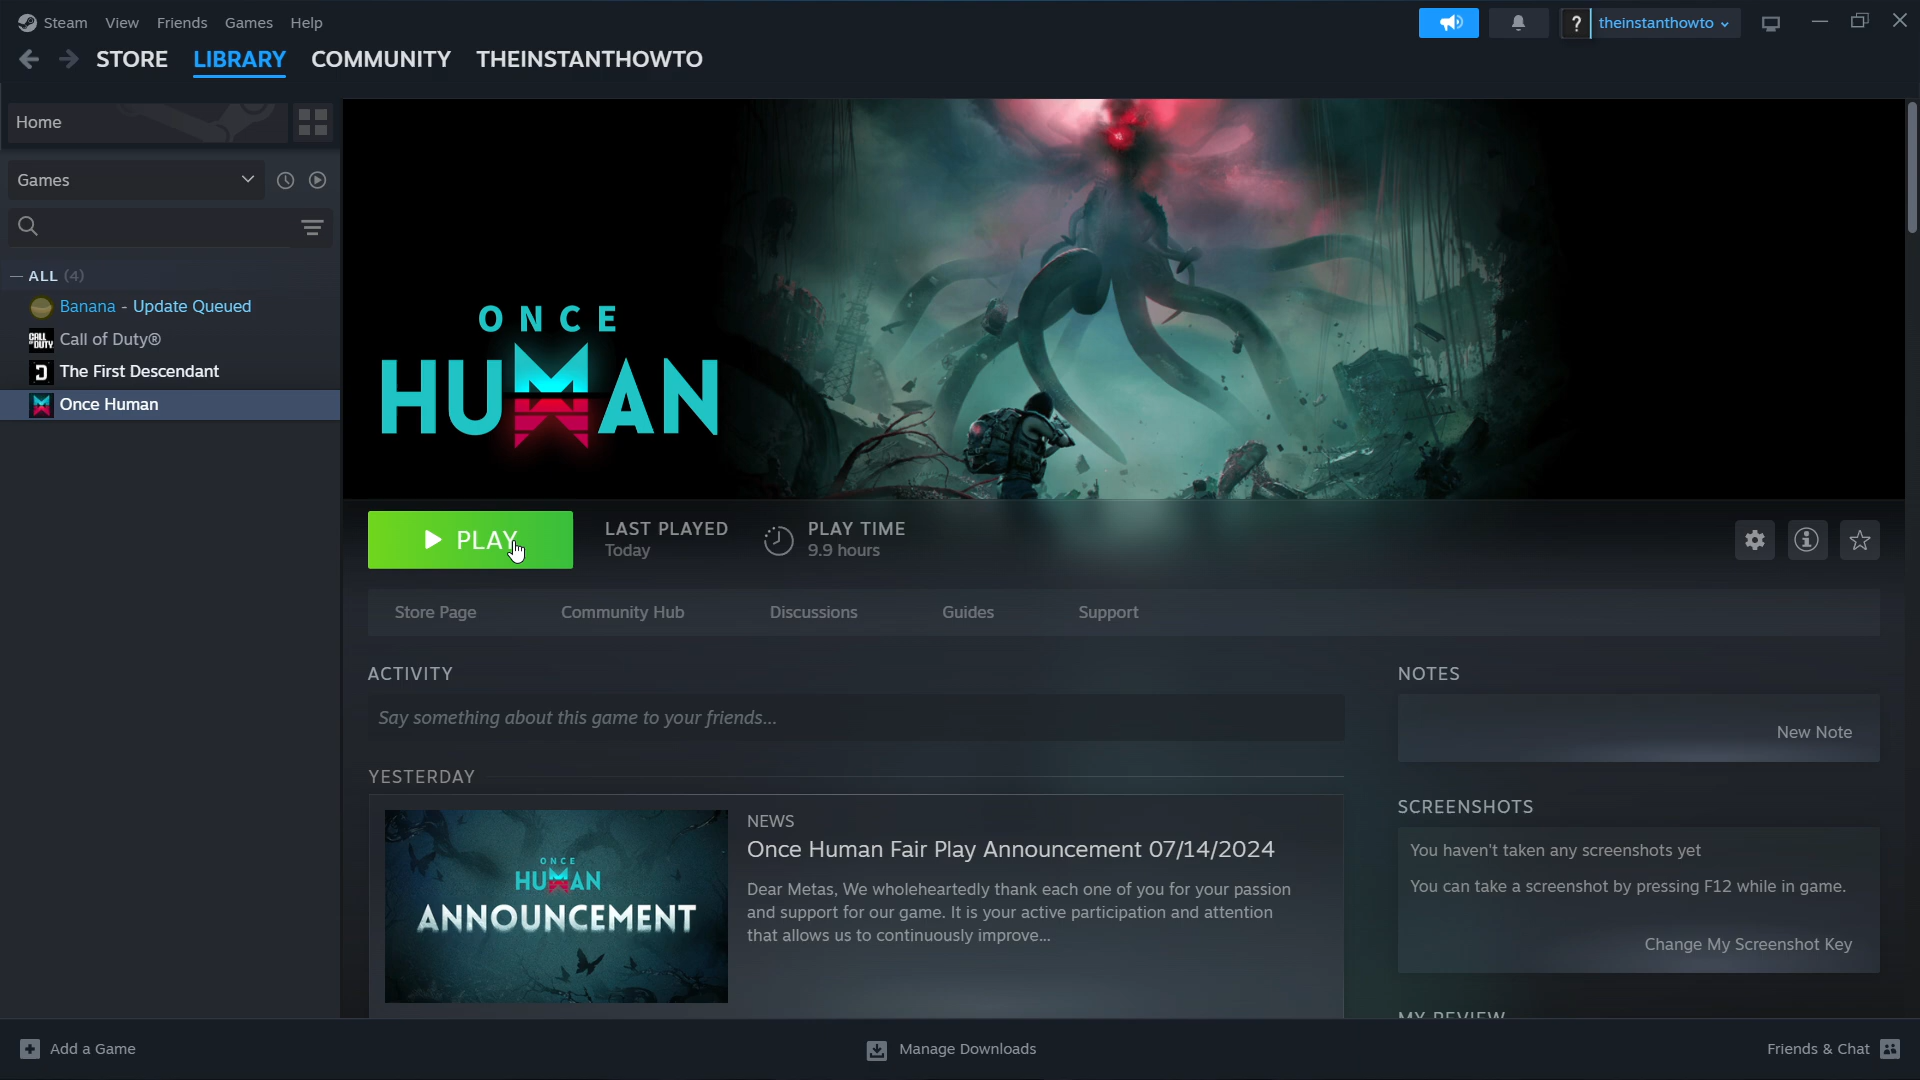 Steam View Friends Games Help
theinstanthowto
STORE LIBRARY COMMUNITY THEINSTANTHOWTO
Home
Games
— ALL (4)
Banana - Update Queued
CALL OF DUTY Call of Duty®
The First Descendant
Once Human
ONCE
HUMAN
PLAY
LAST PLAYED
Today
PLAY TIME
9.9 hours
Store Page Community Hub Discussions Guides Support
ACTIVITY
Say something about this game to your friends...
YESTERDAY
ONCE
HUMAN
ANNOUNCEMENT
NEWS
Once Human Fair Play Announcement 07/14/2024
Dear Metas, We wholeheartedly thank each one of you for your passion
and support for our game. It is your active participation and attention
that allows us to continuously improve...
NOTES
New Note
SCREENSHOTS
You haven't taken any screenshots yet
You can take a screenshot by pressing F12 while in game.
Change My Screenshot Key
MY REVIEW
Add a Game
Manage Downloads
Friends & Chat